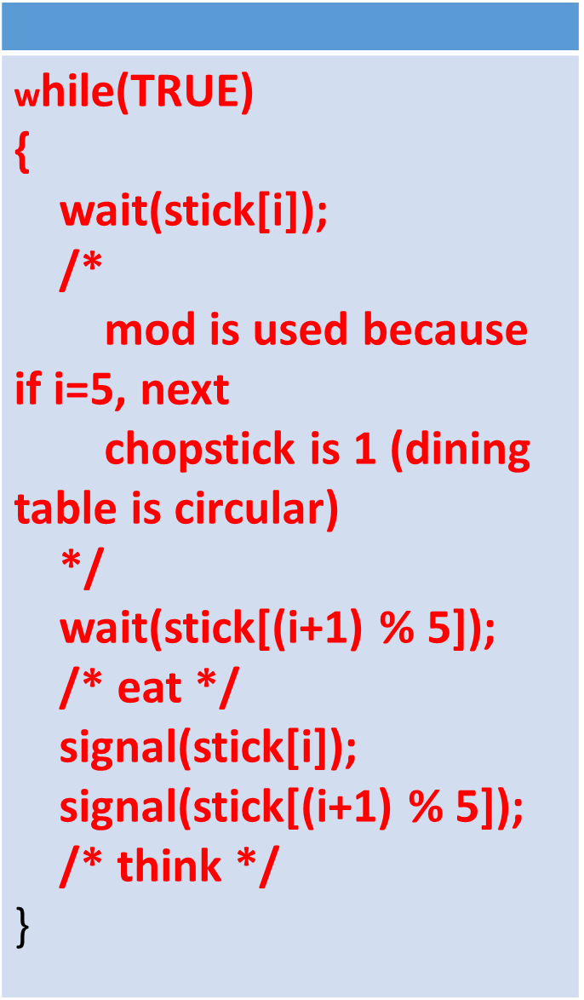 while(TRUE)
{
wait(stick[i]);
/*
mod is used because
if i=5, next
chopstick is 1 (dining
table is circular)
*/
wait(stick[(i+1) % 5]);
/* eat */
signal(stick[i]);
signal(stick[(i+1) % 5]);
/* think */
}